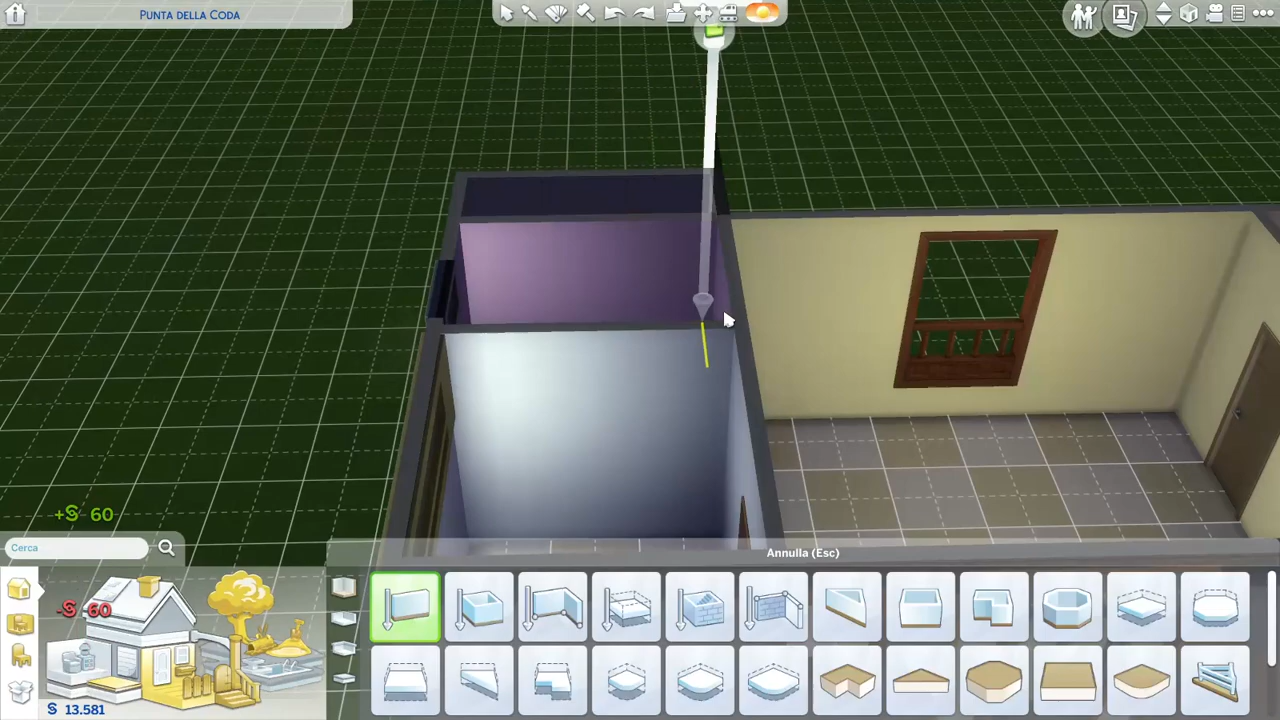 PUNTA DELLA CODA
+§ 60
Cerca
Annulla (Esc)
-§ 60
§ 13.581